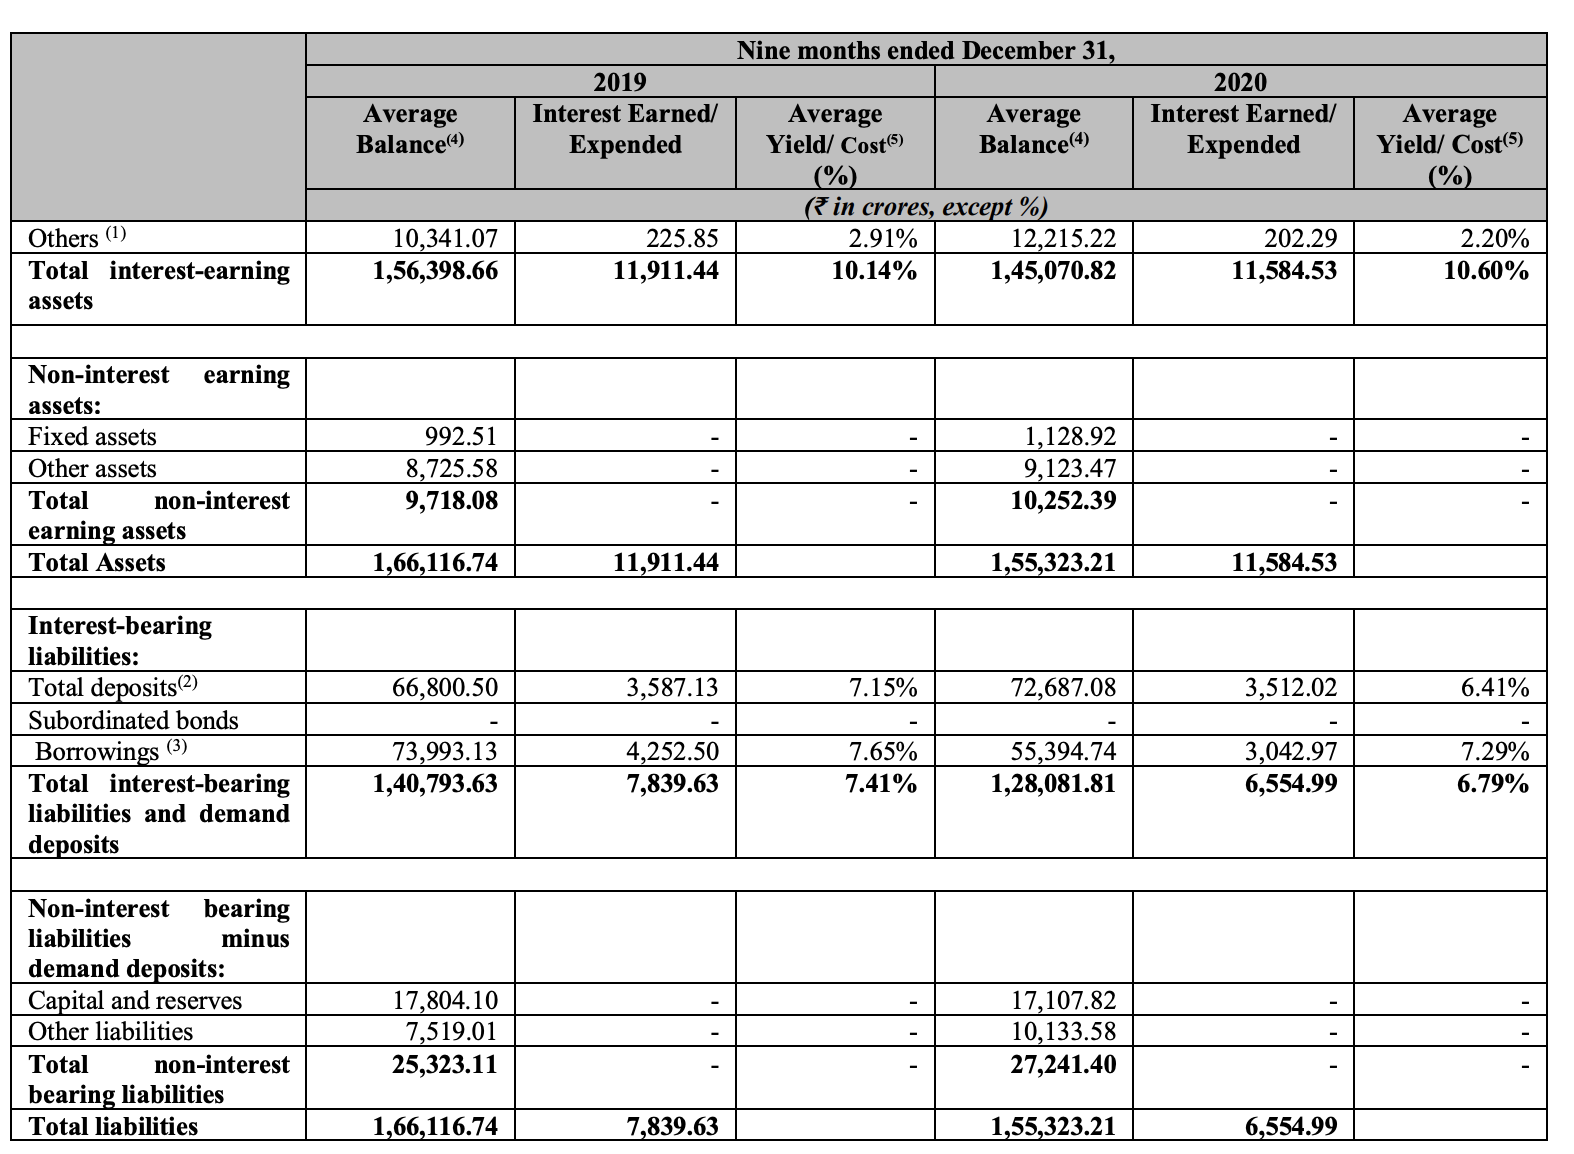 Nine months ended December 31,
2019 2020
Average Balance(4) Interest Earned/ Expended Average Yield/ Cost(5) (%) Average Balance(4) Interest Earned/ Expended Average Yield/ Cost(5) (%)
(₹ in crores, except %)
Others (1) 10,341.07 225.85 2.91% 12,215.22 202.29 2.20%
Total interest-earning 1,56,398.66 11,911.44 10.14% 1,45,070.82 11,584.53 10.60%
assets
Non-interest earning
assets:
Fixed assets 992.51 - - 1,128.92 - -
Other assets 8,725.58 - - 9,123.47 - -
Total non-interest 9,718.08 - - 10,252.39 - -
earning assets
Total Assets 1,66,116.74 11,911.44 1,55,323.21 11,584.53
Interest-bearing
liabilities:
Total deposits(2) 66,800.50 3,587.13 7.15% 72,687.08 3,512.02 6.41%
Subordinated bonds - - - - - -
Borrowings (3) 73,993.13 4,252.50 7.65% 55,394.74 3,042.97 7.29%
Total interest-bearing 1,40,793.63 7,839.63 7.41% 1,28,081.81 6,554.99 6.79%
liabilities and demand
deposits
Non-interest bearing
liabilities minus
demand deposits:
Capital and reserves 17,804.10 - - 17,107.82 - -
Other liabilities 7,519.01 - - 10,133.58 - -
Total non-interest 25,323.11 - - 27,241.40 - -
bearing liabilities
Total liabilities 1,66,116.74 7,839.63 1,55,323.21 6,554.99